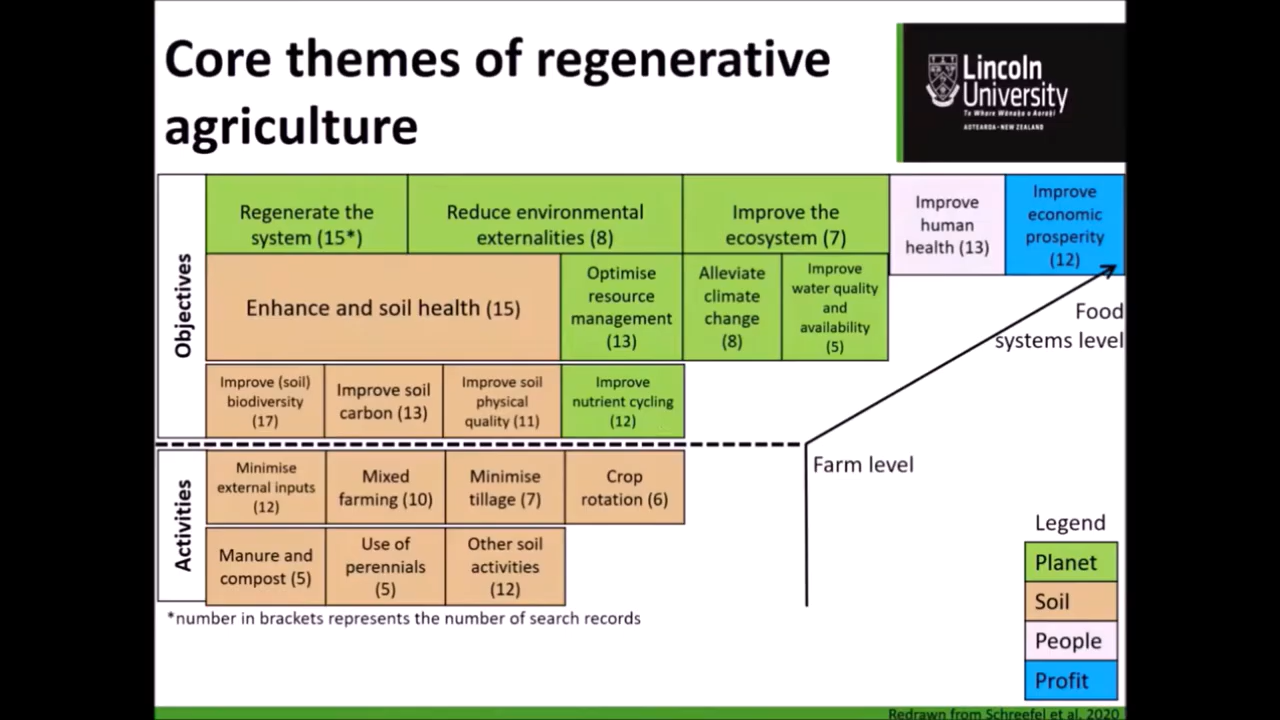 Core themes of regenerative
agriculture
Lincoln
University
Te Whare Wānaka o Aoraki
AOTEAROA • NEW ZEALAND
Objectives
Regenerate the
system (15*)
Reduce environmental
externalities (8)
Improve the
ecosystem (7)
Improve
human
health (13)
Improve
economic
prosperity
(12)
Enhance and soil health (15)
Optimise
resource
management
(13)
Alleviate
climate
change
(8)
Improve
water quality
and
availability
(5)
Food
systems level
Improve (soil)
biodiversity
(17)
Improve soil
carbon (13)
Improve soil
physical
quality (11)
Improve
nutrient cycling
(12)
Farm level
Activities
Minimise
external inputs
(12)
Mixed
farming (10)
Minimise
tillage (7)
Crop
rotation (6)
Manure and
compost (5)
Use of
perennials
(5)
Other soil
activities
(12)
*number in brackets represents the number of search records
Legend
Planet
Soil
People
Profit
Redrawn from Schreefel et al. 2020